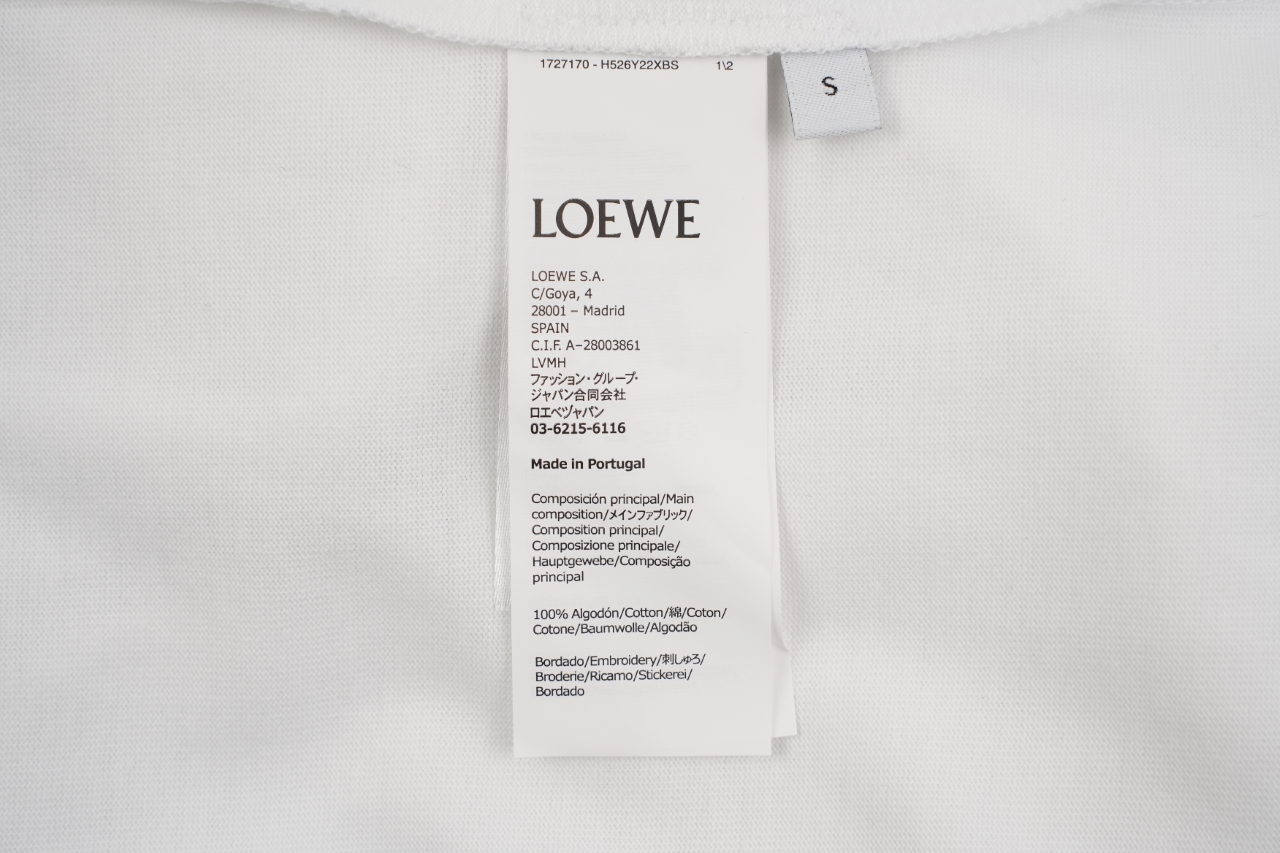 1727170 - H526Y22XBS 1\2
S
LOEWE
LOEWE S.A.
C/Goya, 4
28001 – Madrid
SPAIN
C.I.F. A–28003861
LVMH
ファッション・グループ・
ジャパン合同会社
ロエベジャパン
03-6215-6116
Made in Portugal
Composición principal/Main
composition/メインファブリック/
Composition principal/
Composizione principale/
Hauptgewebe/Composição
principal
100% Algodón/Cotton/綿/Coton/
Cotone/Baumwolle/Algodão
Bordado/Embroidery/刺しゅう/
Broderie/Ricamo/Stickerei/
Bordado